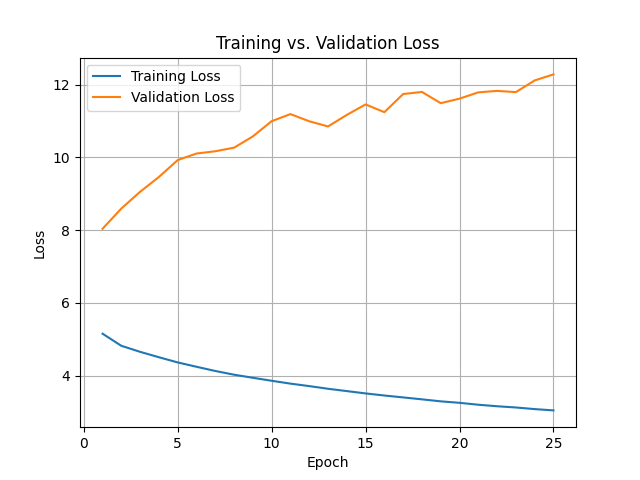 Training vs. Validation Loss
Training Loss
Validation Loss
12
10
8
6
4
Loss
0 5 10 15 20 25
Epoch